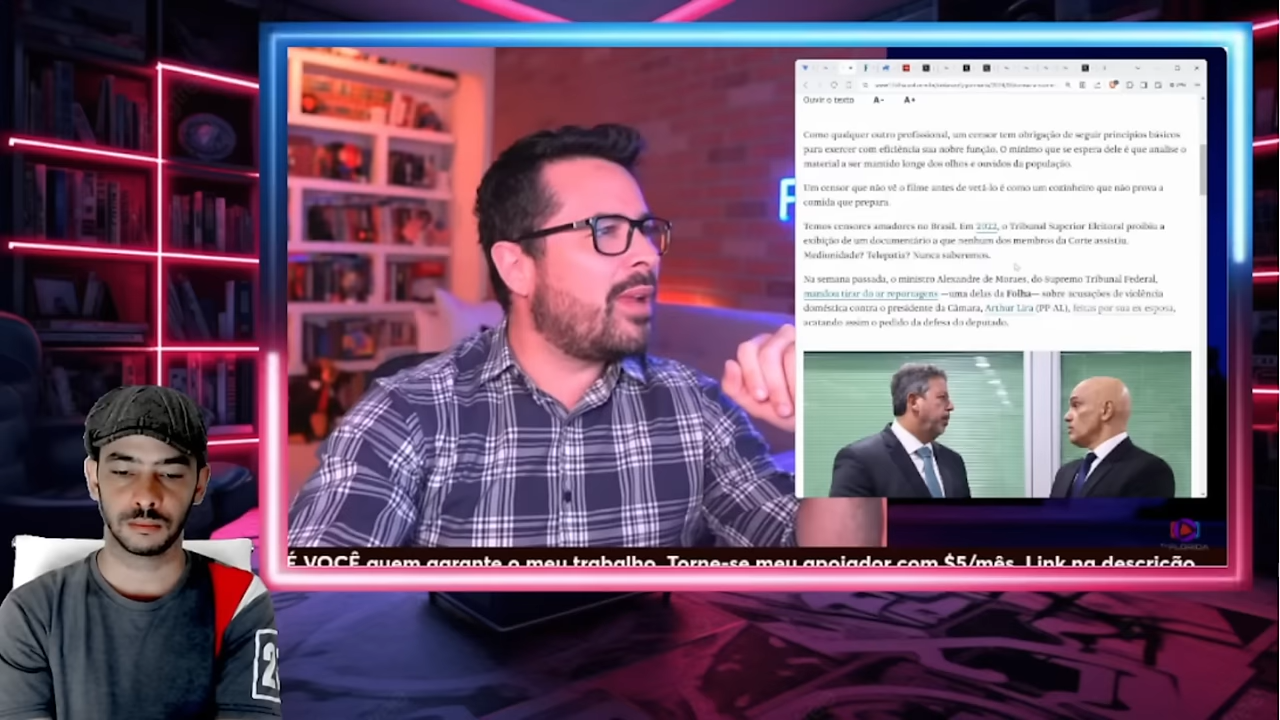 Ouvir o texto A- A+
Como qualquer outro profissional, um censor tem obrigação de seguir princípios básicos
para exercer com eficiência sua nobre função. O mínimo que se espera dele é que analise o
material a ser mantido longe dos olhos e ouvidos da população.
Um censor que não vê o filme antes de vetá-lo é como um cozinheiro que não prova a
comida que prepara.
Temos censores amadores no Brasil. Em 2022, o Tribunal Superior Eleitoral proibiu a
exibição de um documentário a que nenhum dos membros da Corte assistiu.
Mediunidade? Telepatia? Nunca saberemos.
Na semana passada, o ministro Alexandre de Moraes, do Supremo Tribunal Federal,
mandou tirar do ar reportagens —uma delas da Folha— sobre acusações de violência
doméstica contra o presidente da Câmara, Arthur Lira (PP-AL), feitas por sua ex-esposa,
acatando assim o pedido da defesa do deputado.
F
É VOCÊ quem garante o meu trabalho. Torne-se meu apoiador com $5/mês. Link na descrição